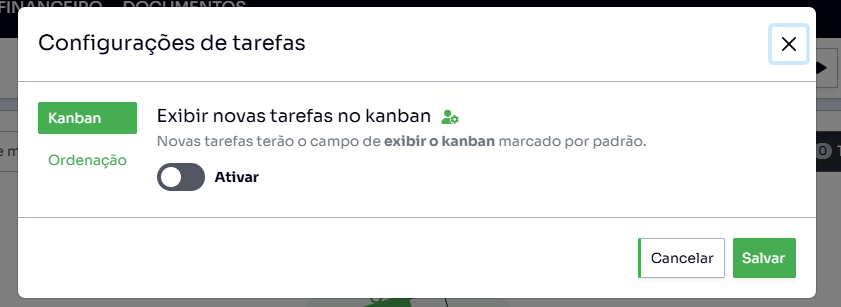 FINANCEIRO DOCUMENTOS
Configurações de tarefas
Kanban
Exibir novas tarefas no kanban
Novas tarefas terão o campo de exibir o kanban marcado por padrão.
Ordenação
Ativar
Cancelar
Salvar